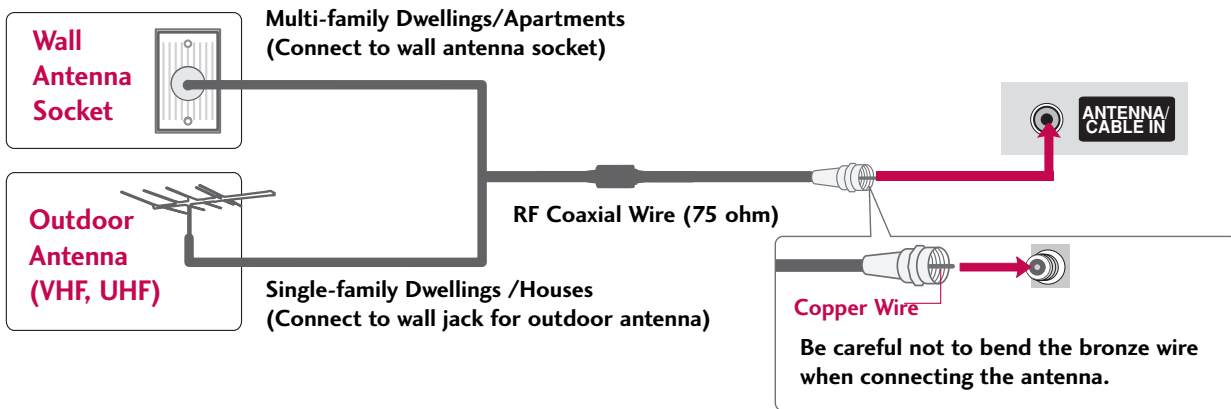 Wall
Antenna
Socket
Multi-family Dwellings/Apartments
(Connect to wall antenna socket)
ANTENNA/
CABLE IN
Outdoor
Antenna
(VHF, UHF)
RF Coaxial Wire (75 ohm)
Single-family Dwellings /Houses
(Connect to wall jack for outdoor antenna)
Copper Wire
Be careful not to bend the bronze wire
when connecting the antenna.